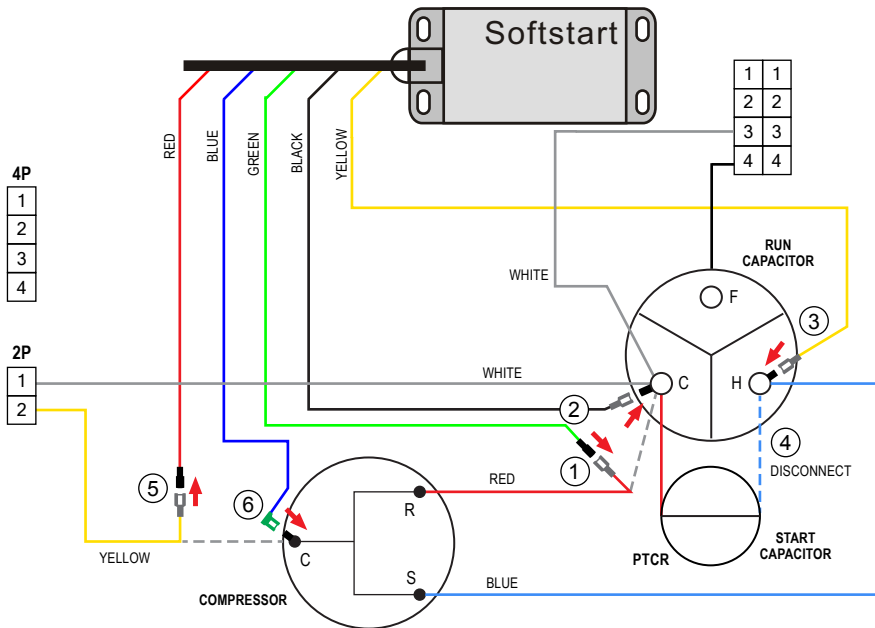 Softstart
RED
BLUE
GREEN
BLACK
YELLOW
1 1
2 2
3 3
4 4
4P
1
2
3
4
RUN
CAPACITOR
WHITE
F
3
2P
1
2
WHITE
C
H
2
4
DISCONNECT
1
5
6
RED
R
C
YELLOW
S
BLUE
COMPRESSOR
PTCR
START
CAPACITOR